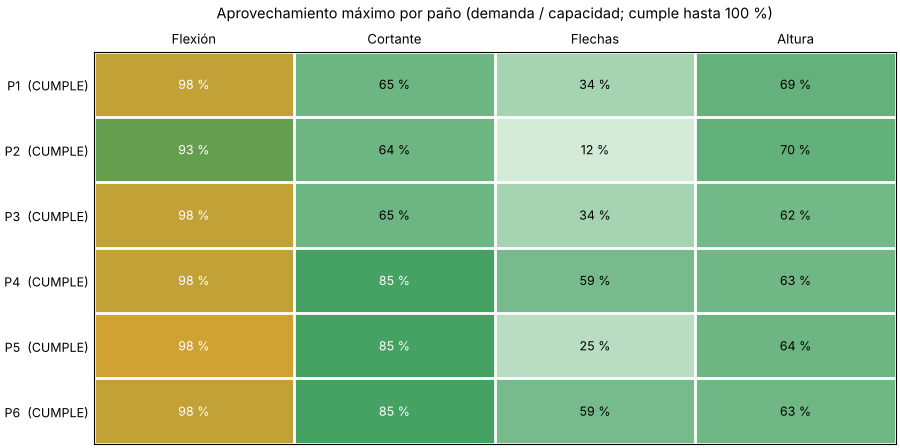 Aprovechamiento máximo por paño (demanda / capacidad; cumple hasta 100 %)
Flexión Cortante Flechas Altura
P1 (CUMPLE) 98 % 65 % 34 % 69 %
P2 (CUMPLE) 93 % 64 % 12 % 70 %
P3 (CUMPLE) 98 % 65 % 34 % 62 %
P4 (CUMPLE) 98 % 85 % 59 % 63 %
P5 (CUMPLE) 98 % 85 % 25 % 64 %
P6 (CUMPLE) 98 % 85 % 59 % 63 %